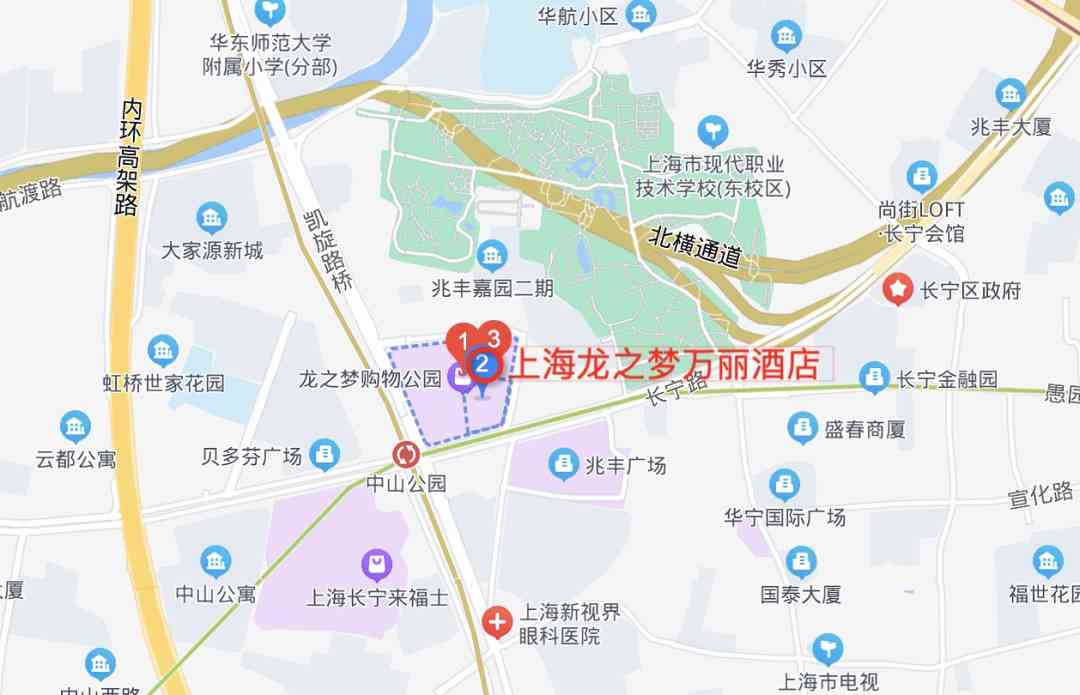 华航小区
华东师范大学
附属小学(分部)
华秀小区
内环高架路
兆丰大厦
上海市现代职业
技术学校(东校区)
航渡路
尚街LOFT
·长宁会馆
凯旋路桥
大家源新城
北横通道
兆丰嘉园二期
长宁区政府
1
3
2
上海龙之梦万丽酒店
虹桥世家花园
龙之梦购物公园
长宁路
长宁金融园
愚园
盛春商厦
云都公寓
贝多芬广场
兆丰广场
中山公园
宣化路
华宁国际广场
中山公寓
上海长宁来福士
国泰大厦
福世花园
大厦
上海新视界
眼科医院
中山西路
上海市电视